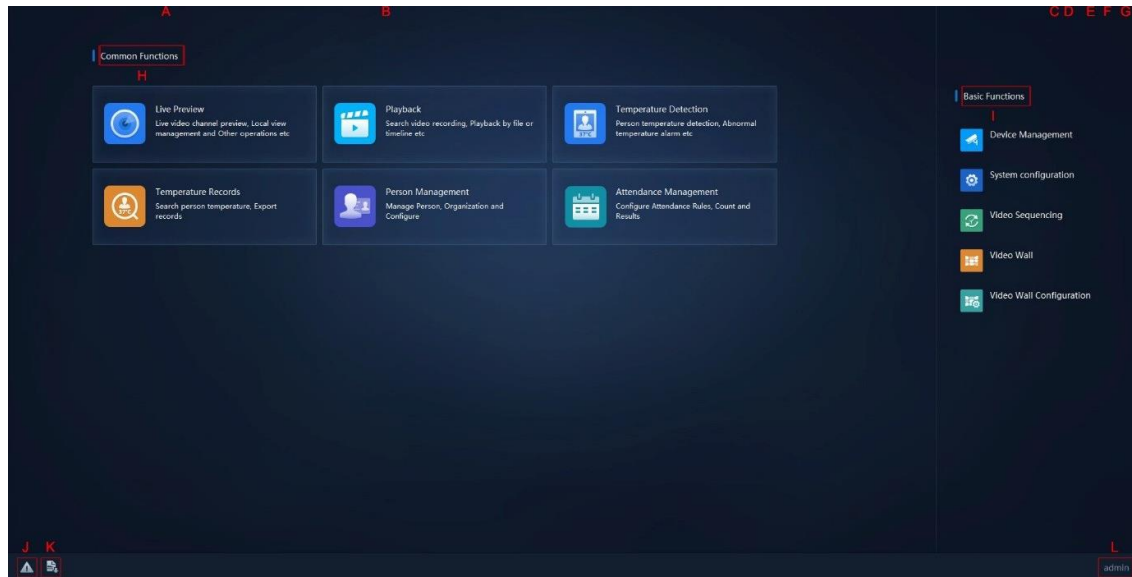 A B C D E F G
Common Functions
H
Live Preview
Live video channel preview, Local view
management and Other operations etc
Playback
Search video recording, Playback by file or
timeline etc
Temperature Detection
Person temperature detection, Abnormal
temperature alarm etc
37°C
Temperature Records
Search person temperature, Export
records
37°C
Person Management
Manage Person, Organization and
Configure
Attendance Management
Configure Attendance Rules, Count and
Results
Basic Functions
I
Device Management
System configuration
Video Sequencing
Video Wall
Video Wall Configuration
J K
L
admin